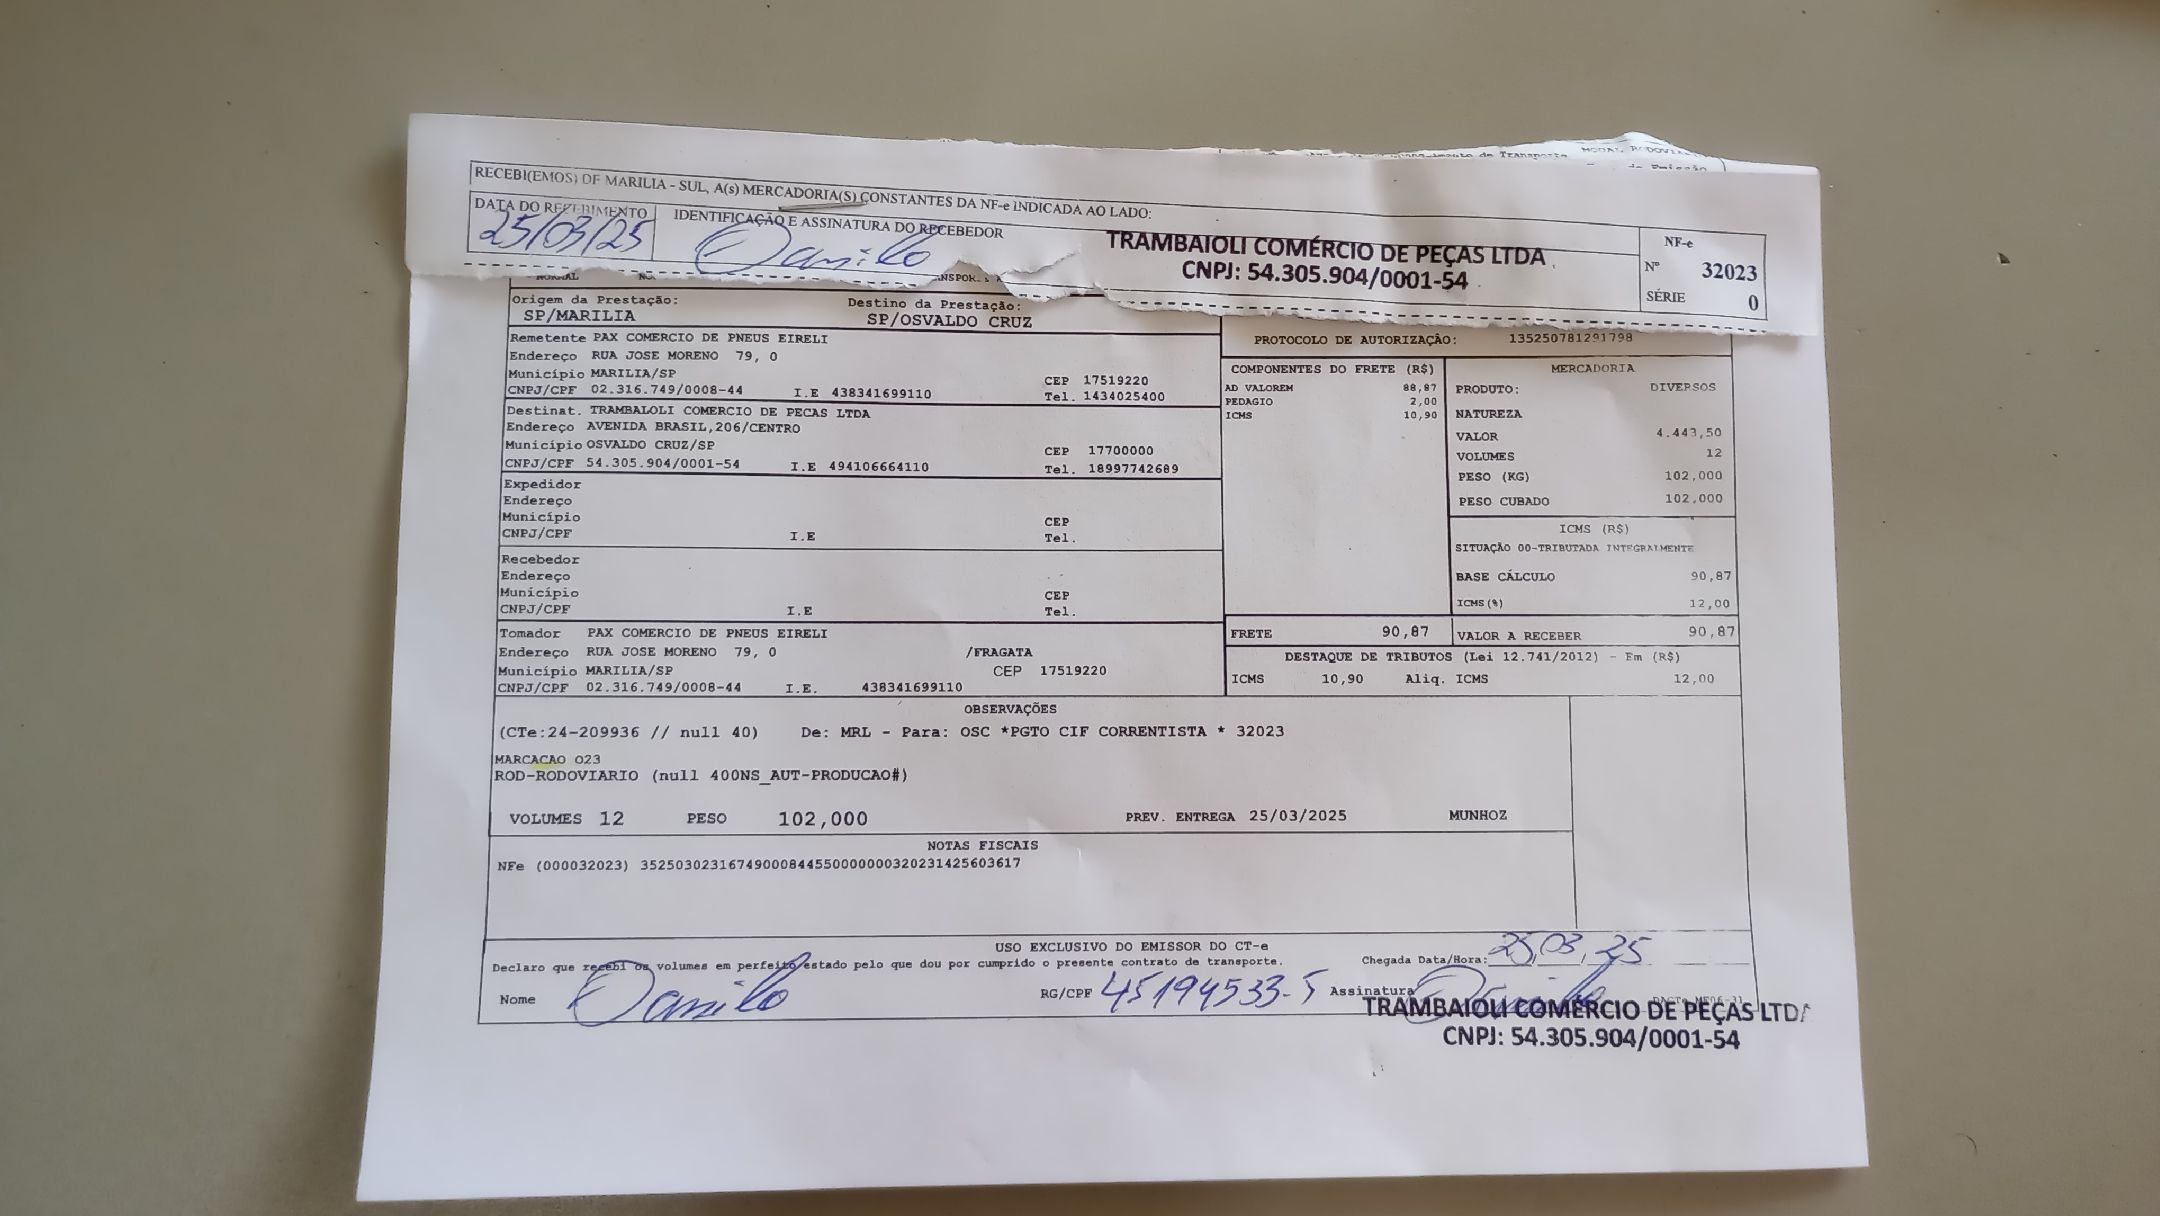 mento de Transporte MODAL RODOVI
de Emissão
RECEBI(EMOS) DE MARILIA - SUL, A(s) MERCADORIA(S) CONSTANTES DA NF-e INDICADA AO LADO:
DATA DO RECEBIMENTO IDENTIFICAÇÃO E ASSINATURA DO RECEBEDOR
25/03/25 Danilo
TRAMBAIOLI COMÉRCIO DE PEÇAS LTDA
CNPJ: 54.305.904/0001-54
NF-e
Nº 32023
SÉRIE 0
NORMAL
Origem da Prestação: Destino da Prestação:
SP/MARILIA SP/OSVALDO CRUZ
PROTOCOLO DE AUTORIZAÇÃO: 135250781291798
Remetente PAX COMERCIO DE PNEUS EIRELI
Endereço RUA JOSE MORENO 79, 0
Município MARILIA/SP CEP 17519220
CNPJ/CPF 02.316.749/0008-44 I.E 438341699110 Tel. 1434025400
Destinat. TRAMBALOLI COMERCIO DE PECAS LTDA
Endereço AVENIDA BRASIL,206/CENTRO
Município OSVALDO CRUZ/SP CEP 17700000
CNPJ/CPF 54.305.904/0001-54 I.E 494106664110 Tel. 18997742689
Expedidor
Endereço
Município CEP
CNPJ/CPF I.E Tel.
Recebedor
Endereço
Município CEP
CNPJ/CPF I.E Tel.
Tomador PAX COMERCIO DE PNEUS EIRELI
Endereço RUA JOSE MORENO 79, 0 /FRAGATA
Município MARILIA/SP CEP 17519220
CNPJ/CPF 02.316.749/0008-44 I.E. 438341699110
COMPONENTES DO FRETE (R$)
AD VALOREM 88,87
PEDAGIO 2,00
ICMS 10,90
MERCADORIA
PRODUTO: DIVERSOS
NATUREZA
VALOR 4.443,50
VOLUMES 12
PESO (KG) 102,000
PESO CUBADO 102,000
ICMS (R$)
SITUAÇÃO 00-TRIBUTADA INTEGRALMENTE
BASE CÁLCULO 90,87
ICMS(%) 12,00
FRETE 90,87 VALOR A RECEBER 90,87
DESTAQUE DE TRIBUTOS (Lei 12.741/2012) - Em (R$)
ICMS 10,90 Aliq. ICMS 12,00
OBSERVAÇÕES
(CTe:24-209936 // null 40) De: MRL - Para: OSC *PGTO CIF CORRENTISTA * 32023
MARCACAO 023
ROD-RODOVIARIO (null 400NS_AUT-PRODUCAO#)
VOLUMES 12 PESO 102,000 PREV. ENTREGA 25/03/2025 MUNHOZ
NOTAS FISCAIS
NFe (000032023) 35250302316749000844550000000320231425603617
USO EXCLUSIVO DO EMISSOR DO CT-e
Declaro que recebi os volumes em perfeito estado pelo que dou por cumprido o presente contrato de transporte. Chegada Data/Hora: 25,03,25
Nome Danilo RG/CPF 45194533-5 Assinatura Danilo
TRAMBAIOLI COMÉRCIO DE PEÇAS LTDA
CNPJ: 54.305.904/0001-54